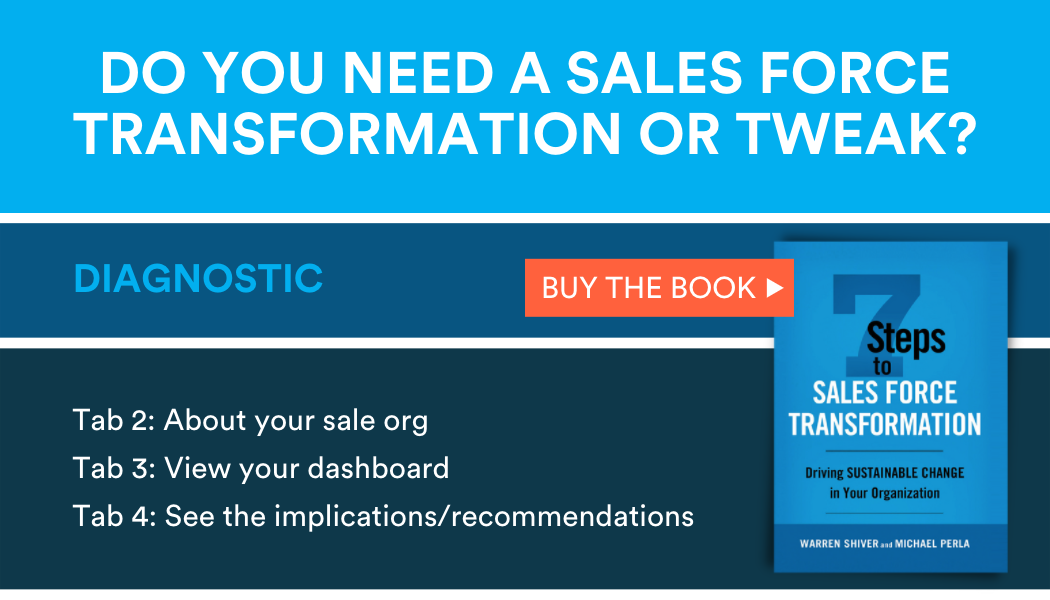 DO YOU NEED A SALES FORCE
TRANSFORMATION OR TWEAK?
DIAGNOSTIC
BUY THE BOOK
Tab 2: About your sale org
Tab 3: View your dashboard
Tab 4: See the implications/recommendations
7
Steps
to
SALES FORCE
TRANSFORMATION
Driving SUSTAINABLE CHANGE
in Your Organization
WARREN SHIVER and MICHAEL PERLA